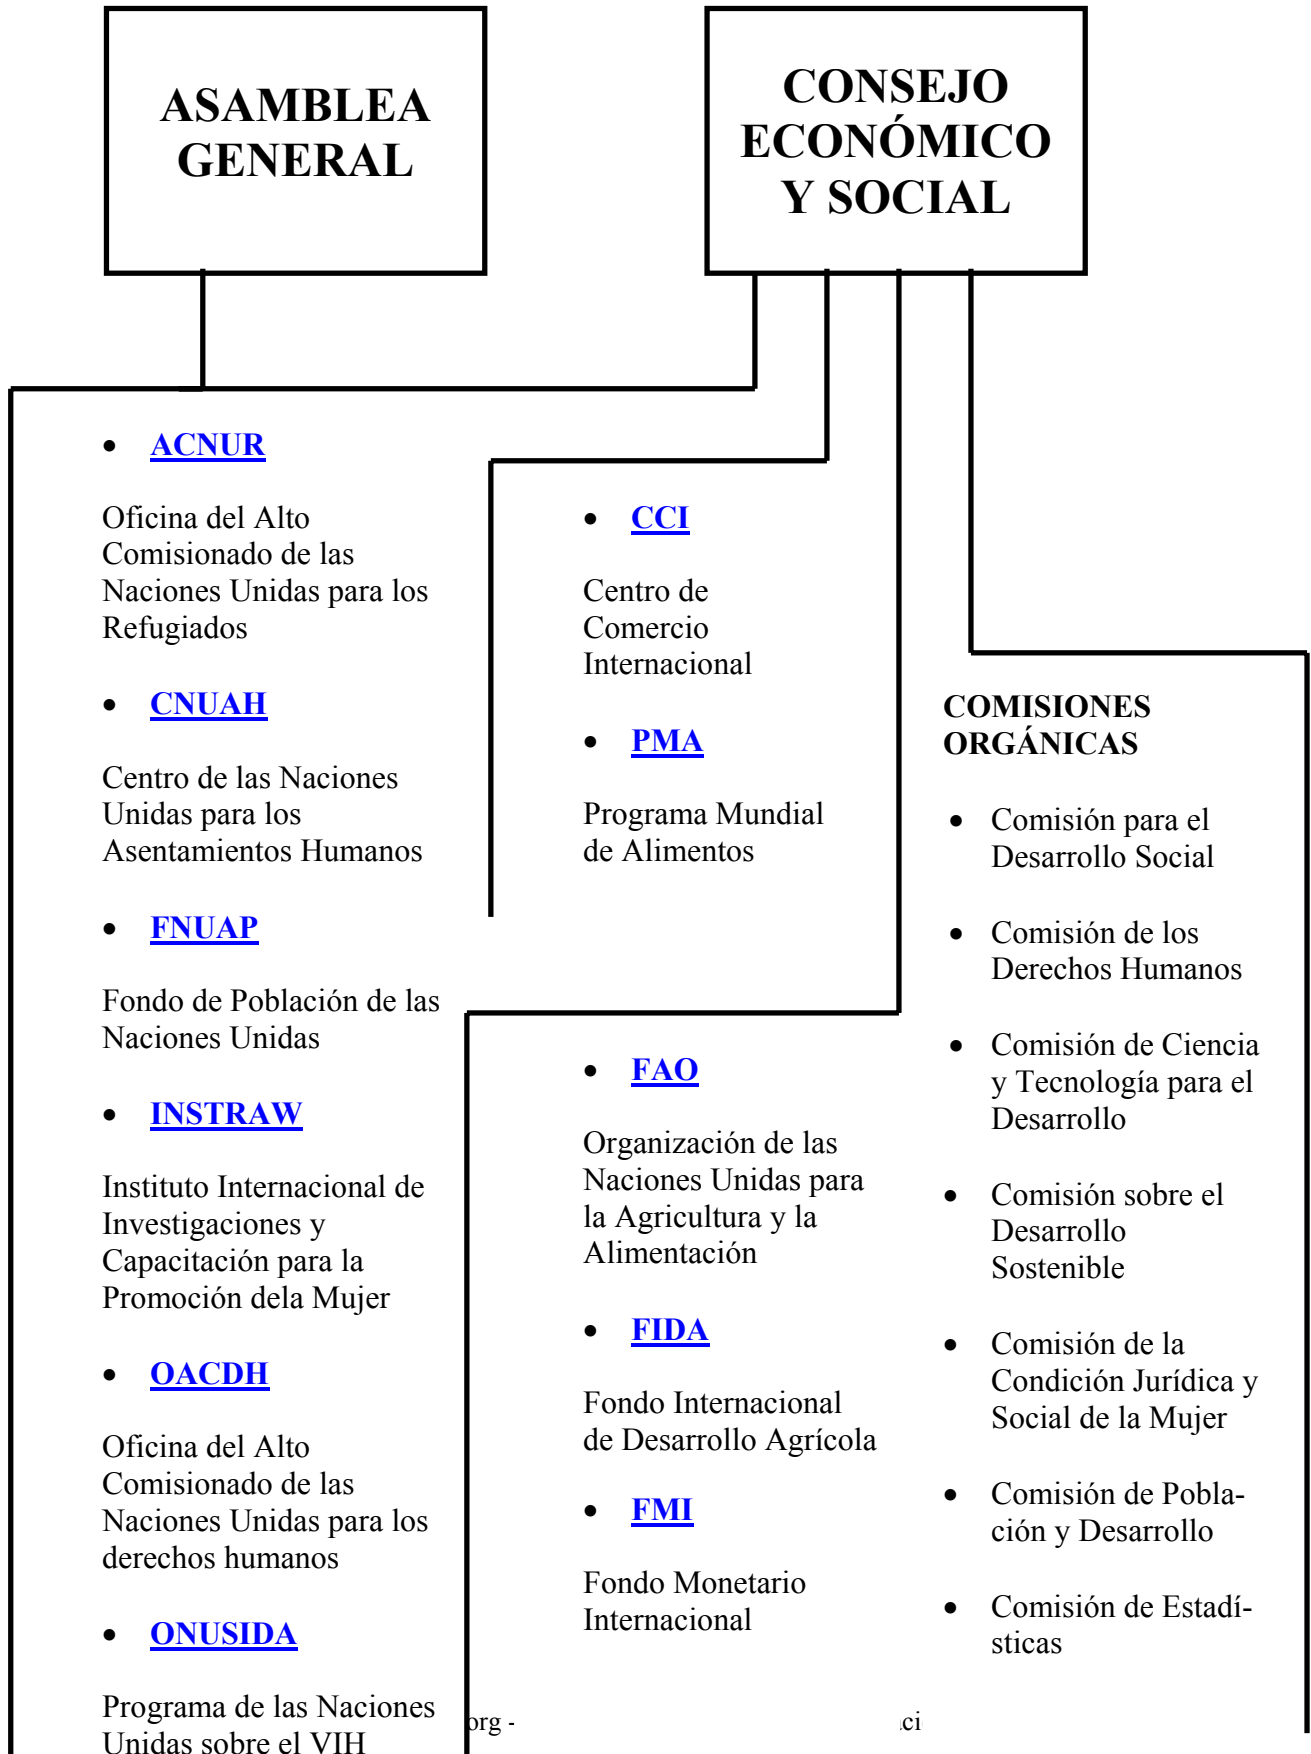 ASAMBLEA
GENERAL
CONSEJO
ECONÓMICO
Y SOCIAL
• ACNUR
Oficina del Alto
Comisionado de las
Naciones Unidas para los
Refugiados
• CNUAH
Centro de las Naciones
Unidas para los
Asentamientos Humanos
• FNUAP
Fondo de Población de las
Naciones Unidas
• INSTRAW
Instituto Internacional de
Investigaciones y
Capacitación para la
Promoción dela Mujer
• OACDH
Oficina del Alto
Comisionado de las
Naciones Unidas para los
derechos humanos
• ONUSIDA
Programa de las Naciones
Unidas sobre el VIH
• CCI
Centro de
Comercio
Internacional
• PMA
Programa Mundial
de Alimentos
• FAO
Organización de las
Naciones Unidas para
la Agricultura y la
Alimentación
• FIDA
Fondo Internacional
de Desarrollo Agrícola
• FMI
Fondo Monetario
Internacional
COMISIONES
ORGÁNICAS
• Comisión para el
Desarrollo Social
• Comisión de los
Derechos Humanos
• Comisión de Ciencia
y Tecnología para el
Desarrollo
• Comisión sobre el
Desarrollo
Sostenible
• Comisión de la
Condición Jurídica y
Social de la Mujer
• Comisión de Pobla-
ción y Desarrollo
• Comisión de Estadí-
sticas
org -